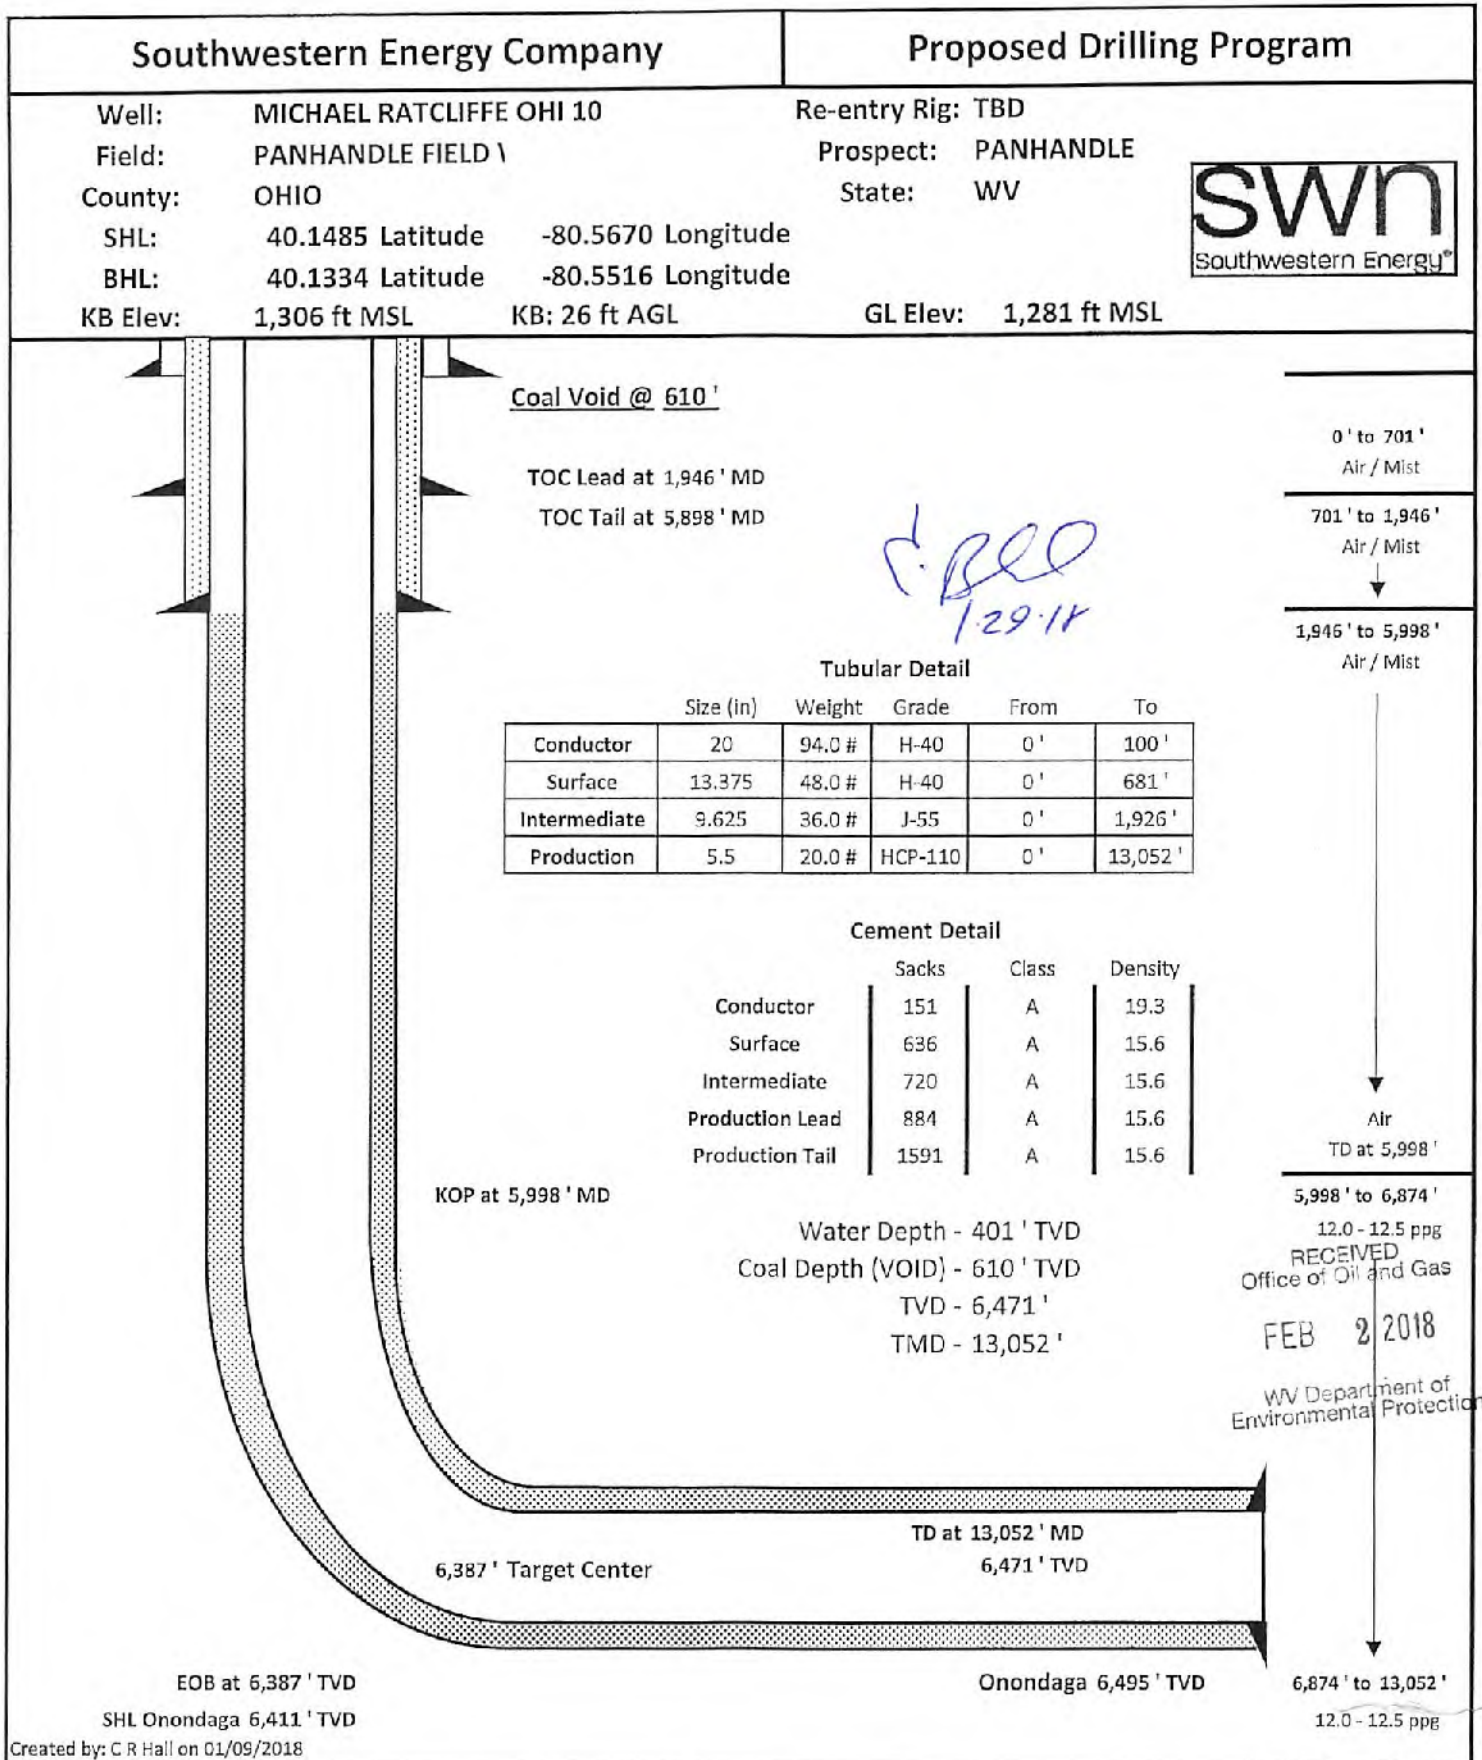 Southwestern Energy Company
Proposed Drilling Program
Well: MICHAEL RATCLIFFE OHI 10 Re-entry Rig: TBD
Field: PANHANDLE FIELD \ Prospect: PANHANDLE
County: OHIO State: WV
SHL: 40.1485 Latitude -80.5670 Longitude
BHL: 40.1334 Latitude -80.5516 Longitude
KB Elev: 1,306 ft MSL KB: 26 ft AGL GL Elev: 1,281 ft MSL
swn
Southwestern Energy®
Coal Void @ 610 '
TOC Lead at 1,946 ' MD
TOC Tail at 5,898 ' MD
1-29-18
0 ' to 701 '
Air / Mist
701 ' to 1,946 '
Air / Mist
1,946 ' to 5,998 '
Air / Mist
Tubular Detail
Size (in) Weight Grade From To
Conductor 20 94.0 # H-40 0 ' 100 '
Surface 13.375 48.0 # H-40 0 ' 681 '
Intermediate 9.625 36.0 # J-55 0 ' 1,926 '
Production 5.5 20.0 # HCP-110 0 ' 13,052 '
Cement Detail
Sacks Class Density
Conductor 151 A 19.3
Surface 636 A 15.6
Intermediate 720 A 15.6
Production Lead 884 A 15.6
Production Tail 1591 A 15.6
Air
TD at 5,998 '
KOP at 5,998 ' MD
5,998 ' to 6,874 '
12.0 - 12.5 ppg
Water Depth - 401 ' TVD
Coal Depth (VOID) - 610 ' TVD
TVD - 6,471 '
TMD - 13,052 '
RECEIVED
Office of Oil and Gas
FEB 2 2018
WV Department of
Environmental Protection
TD at 13,052 ' MD
6,471 ' TVD
6,387 ' Target Center
EOB at 6,387 ' TVD
Onondaga 6,495 ' TVD
6,874 ' to 13,052 '
SHL Onondaga 6,411 ' TVD
12.0 - 12.5 ppg
Created by: C R Hall on 01/09/2018